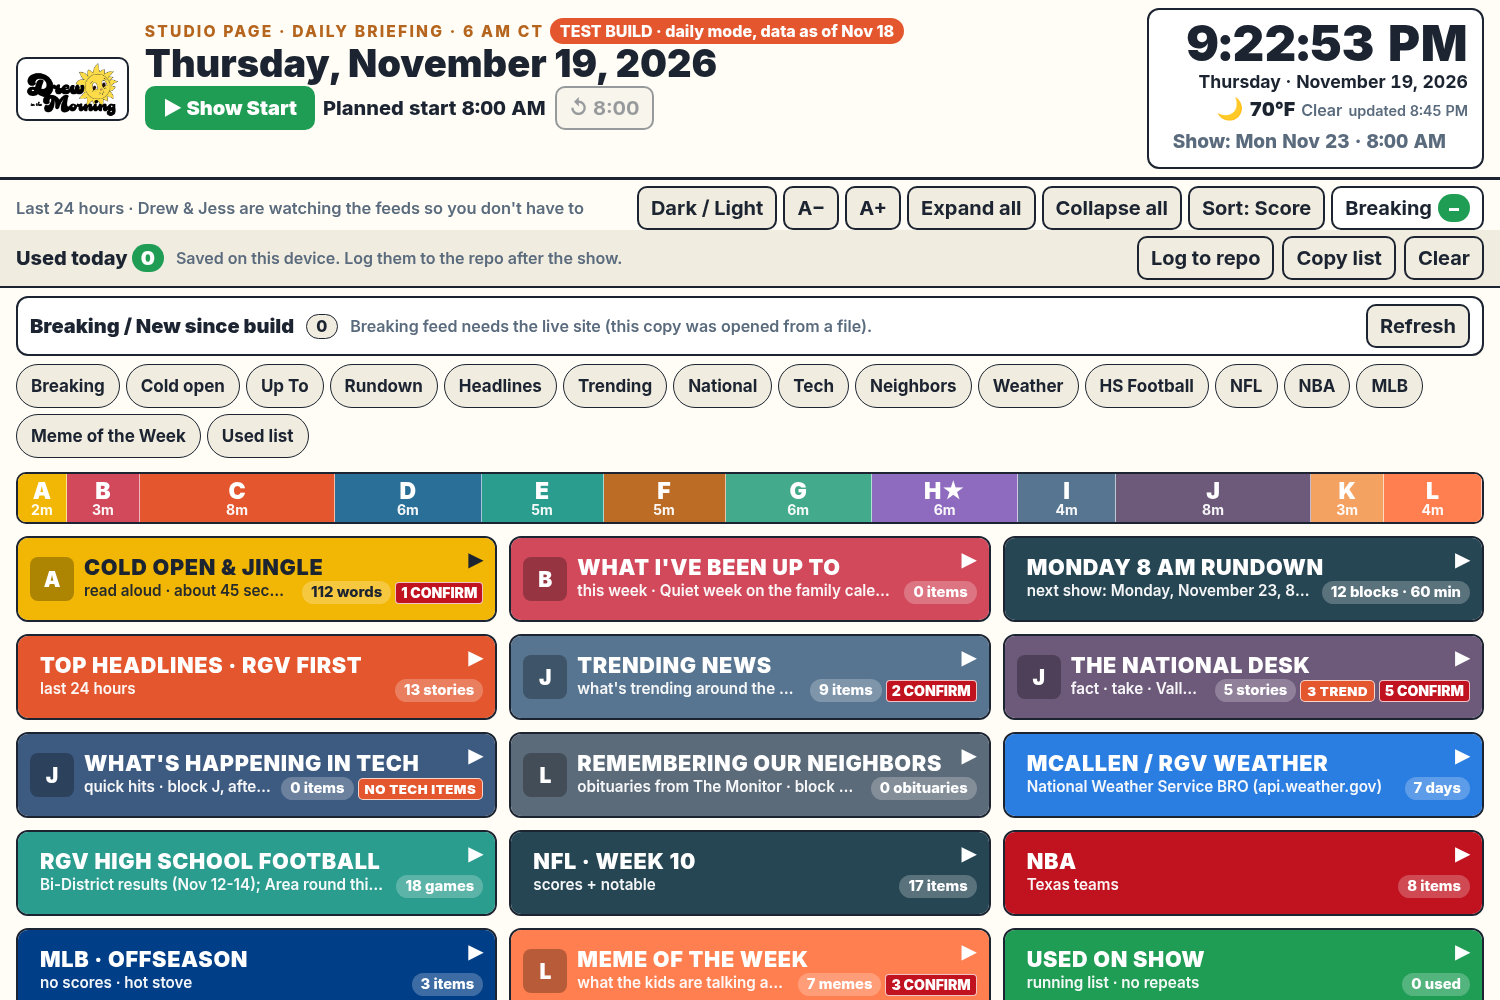 STUDIO PAGE · DAILY BRIEFING · 6 AM CT TEST BUILD · daily mode, data as of Nov 18
Thursday, November 19, 2026
Drew in the Morning
▶ Show Start Planned start 8:00 AM ↺ 8:00
9:22:53 PM
Thursday · November 19, 2026
🌙 70°F Clear updated 8:45 PM
Show: Mon Nov 23 · 8:00 AM
Last 24 hours · Drew & Jess are watching the feeds so you don't have to
Dark / Light A− A+ Expand all Collapse all Sort: Score Breaking –
Used today 0 Saved on this device. Log them to the repo after the show.
Log to repo Copy list Clear
Breaking / New since build 0 Breaking feed needs the live site (this copy was opened from a file). Refresh
Breaking Cold open Up To Rundown Headlines Trending National Tech Neighbors Weather HS Football NFL NBA MLB
Meme of the Week Used list
A B C D E F G H★ I J K L
2m 3m 8m 6m 5m 5m 6m 6m 4m 8m 3m 4m
A COLD OPEN & JINGLE ▶
read aloud · about 45 sec... 112 words 1 CONFIRM
B WHAT I'VE BEEN UP TO ▶
this week · Quiet week on the family cale... 0 items
MONDAY 8 AM RUNDOWN ▶
next show: Monday, November 23, 8... 12 blocks · 60 min
TOP HEADLINES · RGV FIRST ▶
last 24 hours 13 stories
J TRENDING NEWS ▶
what's trending around the ... 9 items 2 CONFIRM
J THE NATIONAL DESK ▶
fact · take · Vall... 5 stories 3 TREND 5 CONFIRM
J WHAT'S HAPPENING IN TECH ▶
quick hits · block J, afte... 0 items NO TECH ITEMS
L REMEMBERING OUR NEIGHBORS ▶
obituaries from The Monitor · block ... 0 obituaries
MCALLEN / RGV WEATHER ▶
National Weather Service BRO (api.weather.gov) 7 days
RGV HIGH SCHOOL FOOTBALL ▶
Bi-District results (Nov 12-14); Area round thi... 18 games
NFL · WEEK 10 ▶
scores + notable 17 items
NBA ▶
Texas teams 8 items
MLB · OFFSEASON ▶
no scores · hot stove 3 items
L MEME OF THE WEEK ▶
what the kids are talking a... 7 memes 3 CONFIRM
USED ON SHOW ▶
running list · no repeats 0 used